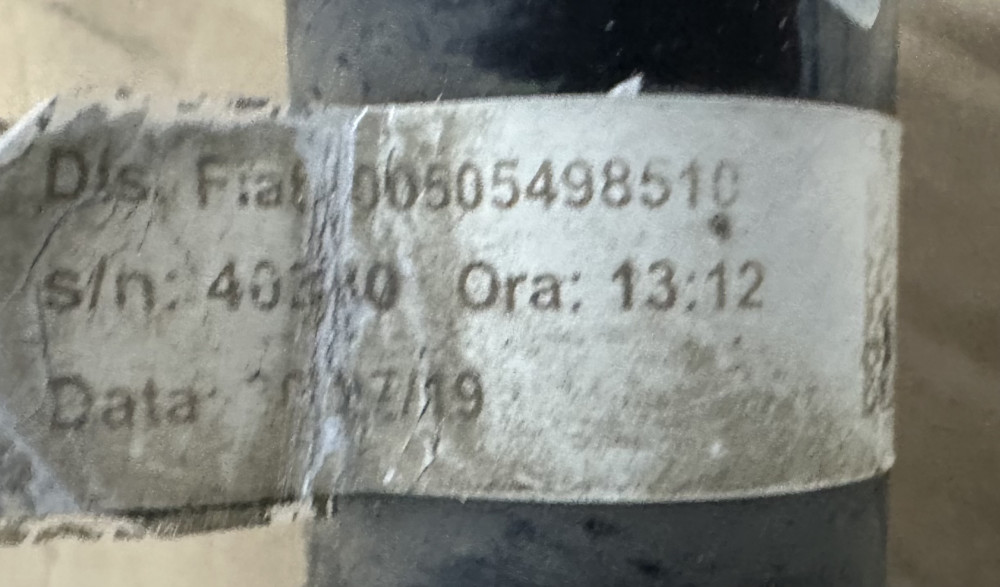 Dis. Fiat 00505498510
s/n: Ora: 13:12
Data: